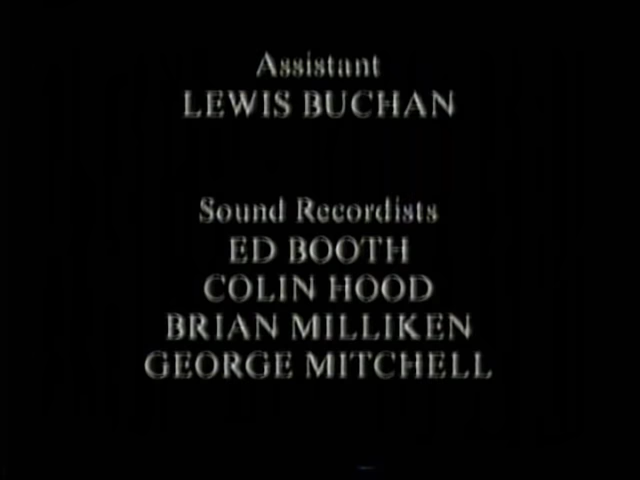 Assistant
LEWIS BUCHAN
Sound Recordists
ED BOOTH
COLIN HOOD
BRIAN MILLIKEN
GEORGE MITCHELL